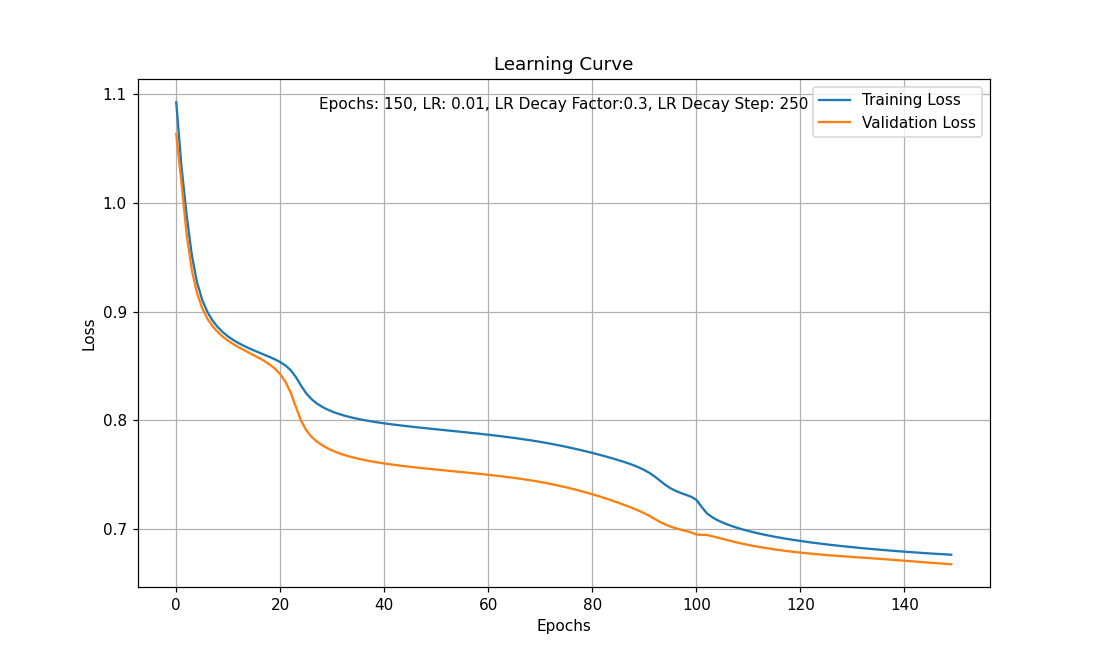 Learning Curve
Epochs: 150, LR: 0.01, LR Decay Factor:0.3, LR Decay Step: 250
Training Loss
Validation Loss
1.1
1.0
0.9
0.8
0.7
Loss
0 20 40 60 80 100 120 140
Epochs